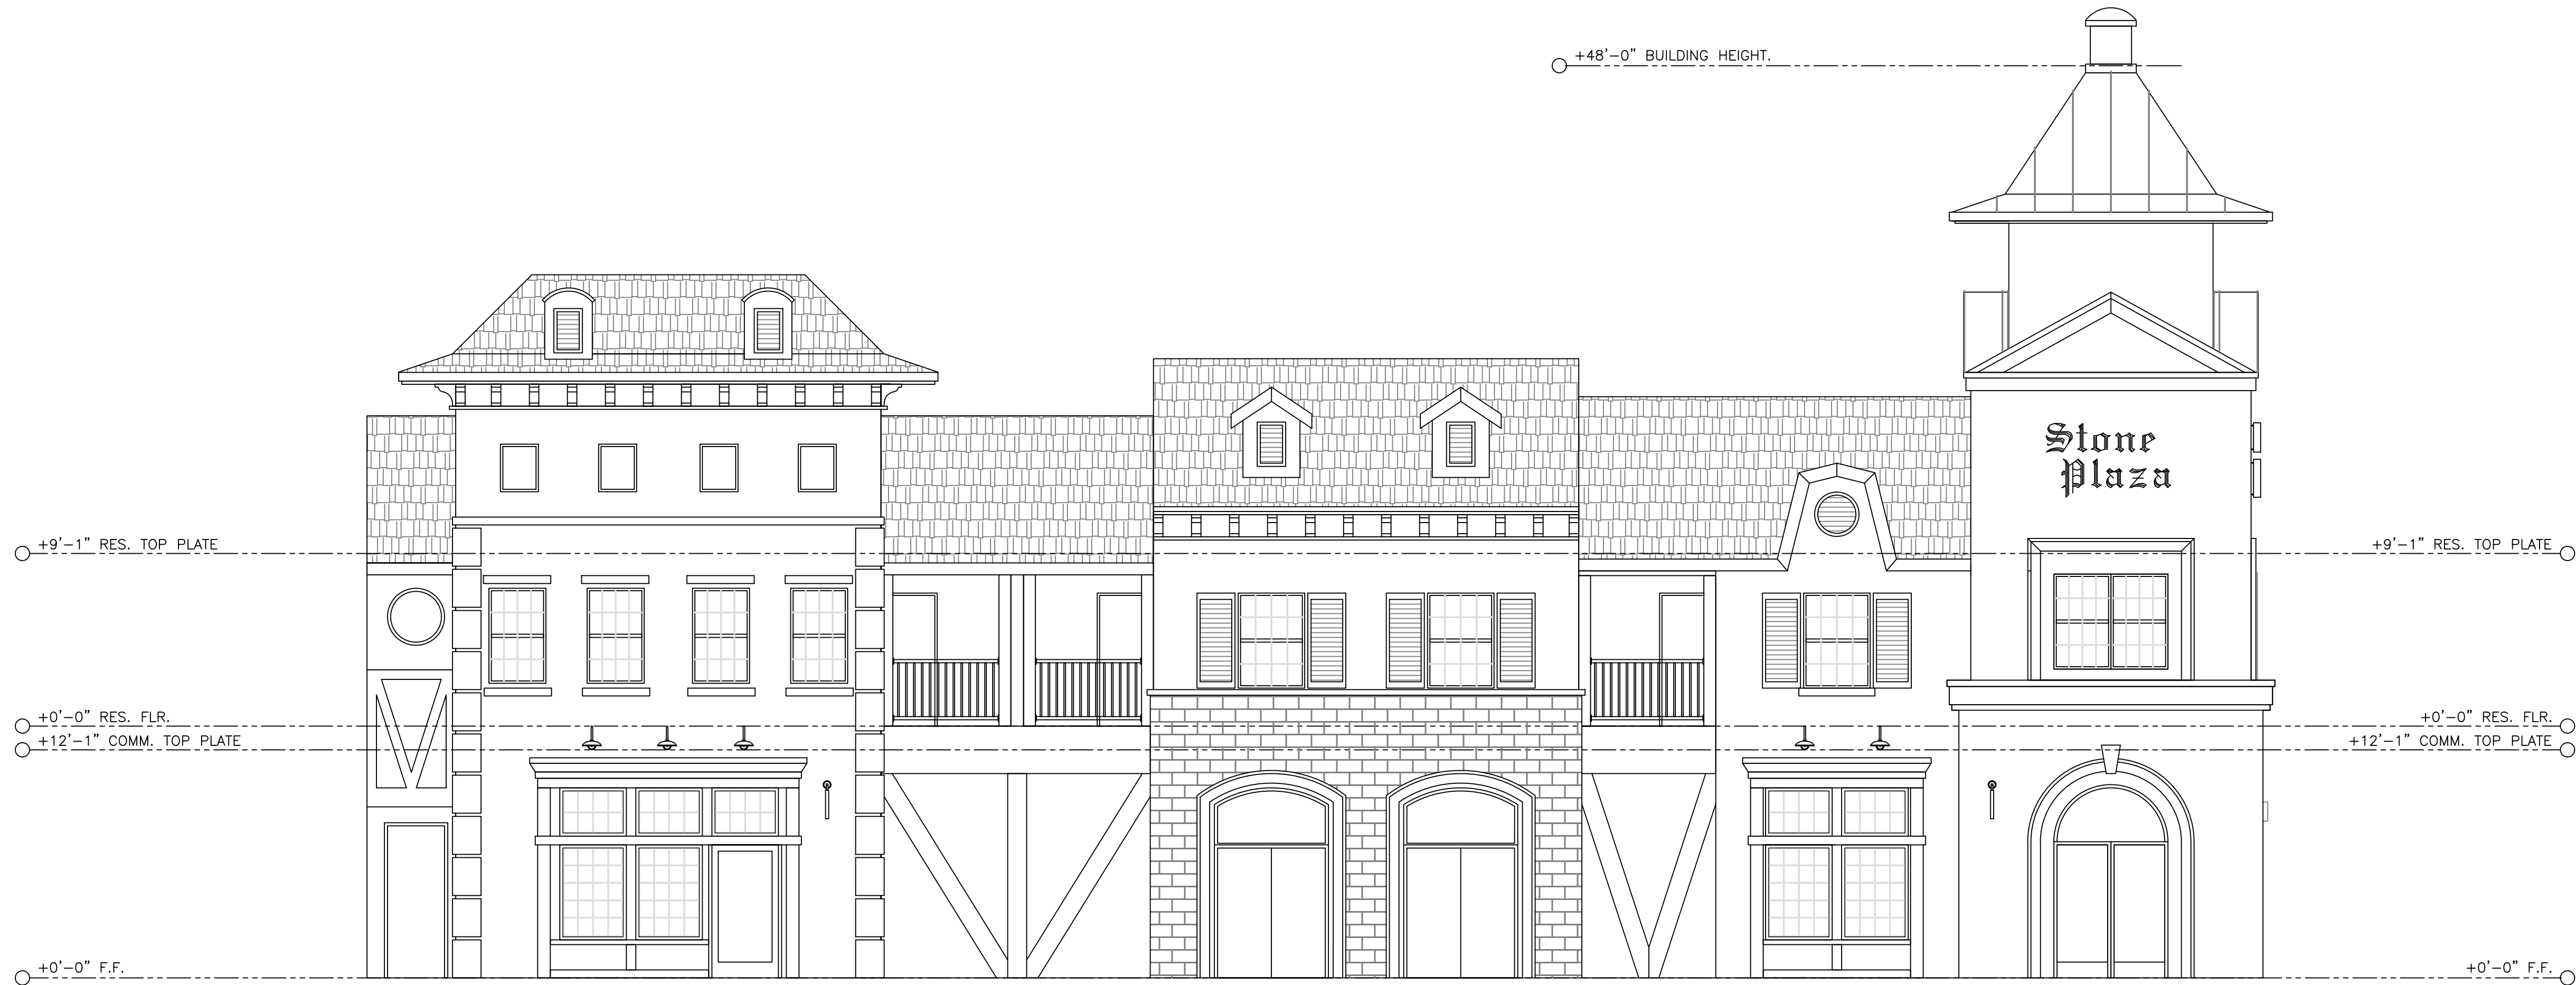 +48'-0" BUILDING HEIGHT.
Stone
Plaza
+9'-1" RES. TOP PLATE
+9'-1" RES. TOP PLATE
+0'-0" RES. FLR.
+0'-0" RES. FLR.
+12'-1" COMM. TOP PLATE
+12'-1" COMM. TOP PLATE
+0'-0" F.F.
+0'-0" F.F.